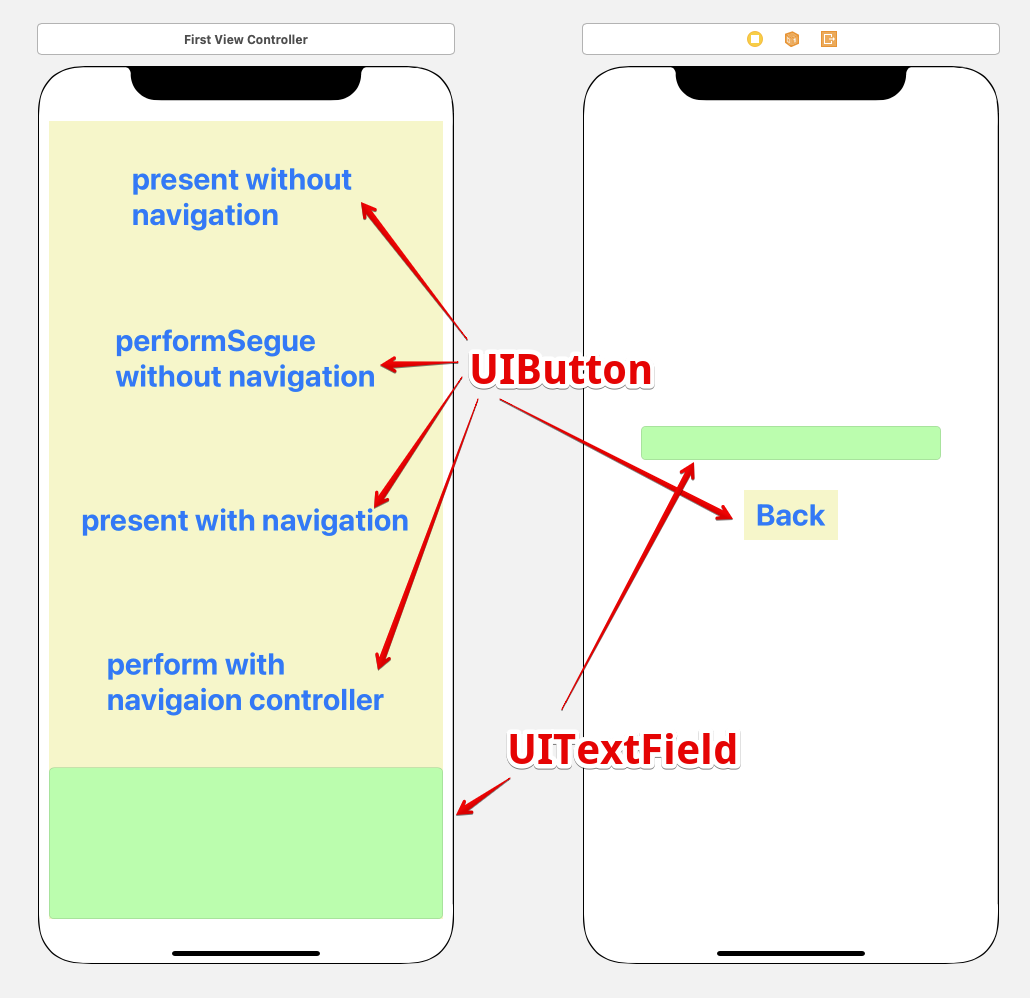 First View Controller
present without
navigation
performSegue
without navigation
UIButton
present with navigation
Back
perform with
navigaion controller
UITextField